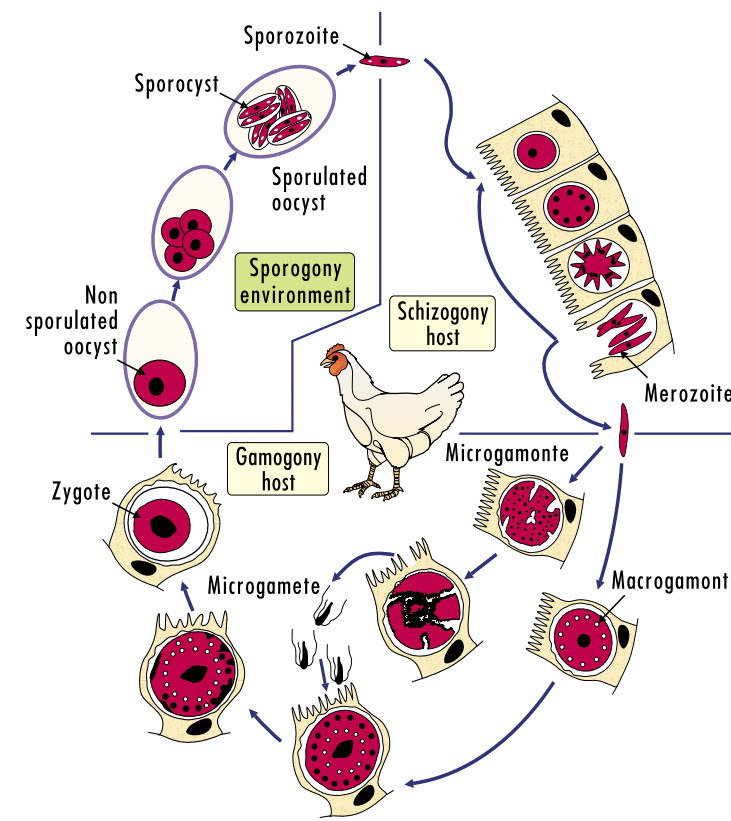 Sporozoite
Sporocyst
Sporulated
oocyst
Sporogony
environment
Non
sporulated
oocyst
Schizogony
host
Merozoite
Gamogony
host
Microgamonte
Zygote
Microgamete
Macrogamont